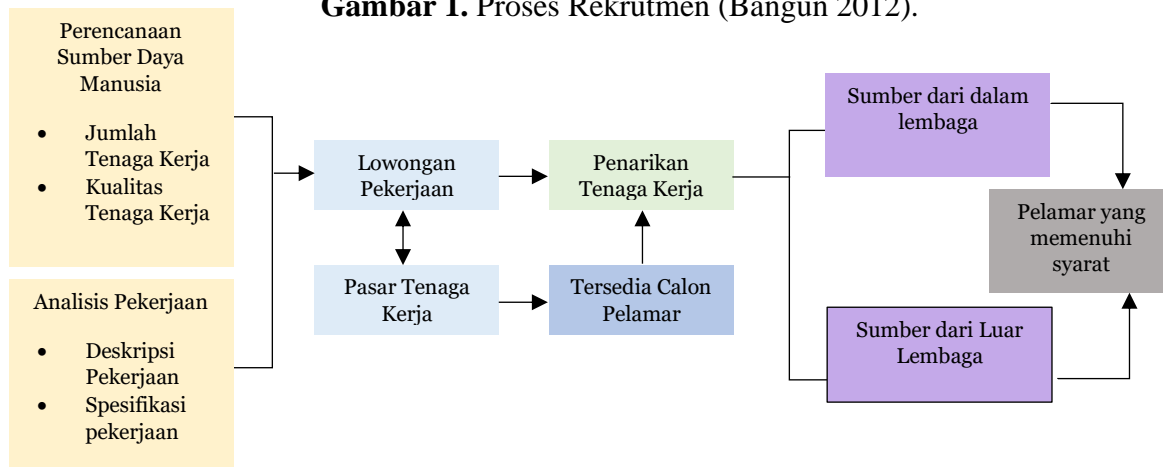 Gambar 1. Proses Rekrutmen (Bangun 2012).
Perencanaan
Sumber Daya
Manusia
• Jumlah
Tenaga Kerja
• Kualitas
Tenaga Kerja
Analisis Pekerjaan
• Deskripsi
Pekerjaan
• Spesifikasi
pekerjaan
Lowongan
Pekerjaan
Pasar Tenaga
Kerja
Penarikan
Tenaga Kerja
Tersedia Calon
Pelamar
Sumber dari dalam
lembaga
Sumber dari Luar
Lembaga
Pelamar yang
memenuhi
syarat